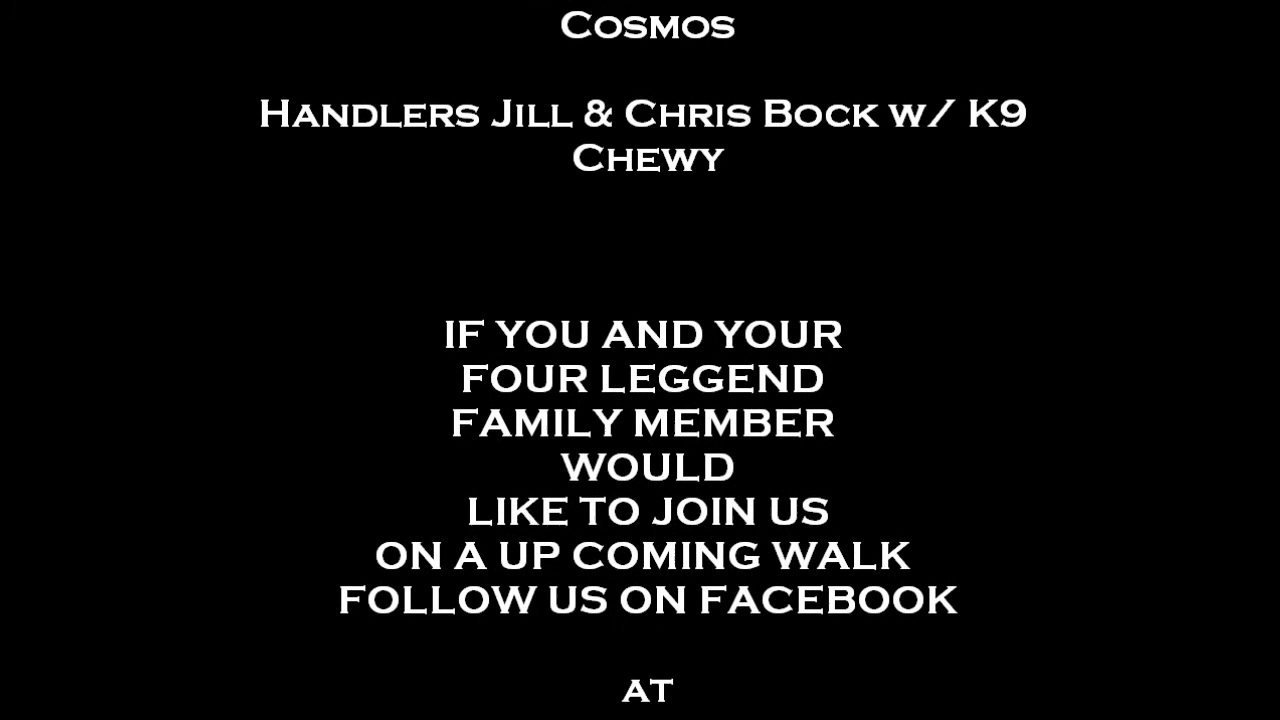 Cosmos
Handlers Jill & Chris Bock w/ K9
Chewy
IF YOU AND YOUR
FOUR LEGGEND
FAMILY MEMBER
WOULD
LIKE TO JOIN US
ON A UP COMING WALK
FOLLOW US ON FACEBOOK
AT